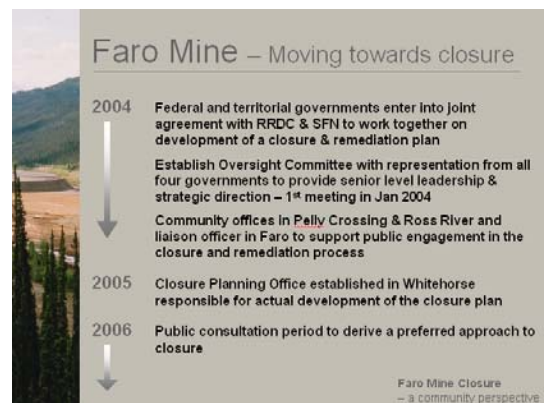 Faro Mine – Moving towards closure
2004
Federal and territorial governments enter into joint
agreement with RRDC & SFN to work together on
development of a closure & remediation plan
Establish Oversight Committee with representation from all
four governments to provide senior level leadership &
strategic direction – 1st meeting in Jan 2004
Community offices in Pelly Crossing & Ross River and
liaison officer in Faro to support public engagement in the
closure and remediation process
2005
Closure Planning Office established in Whitehorse
responsible for actual development of the closure plan
2006
Public consultation period to derive a preferred approach to
closure
Faro Mine Closure
– a community perspective